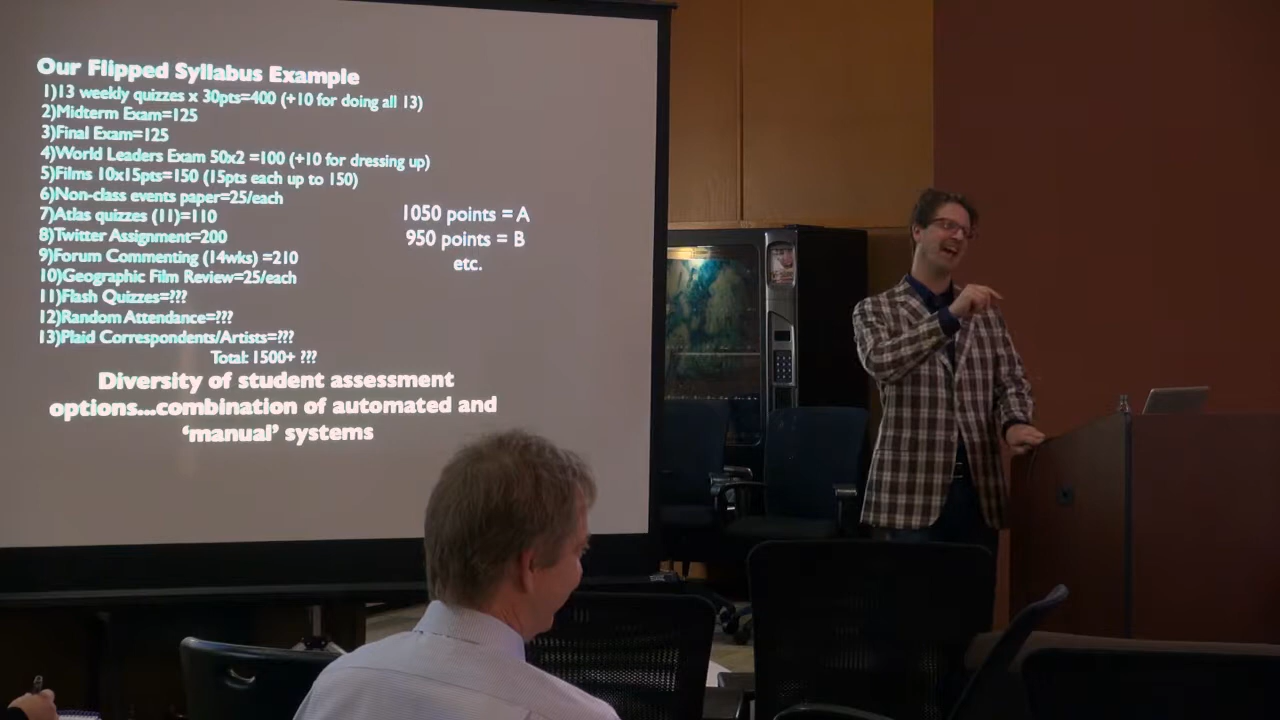 Our Flipped Syllabus Example
1)13 weekly quizzes x 30pts=400 (+10 for doing all 13)
2)Midterm Exam=125
3)Final Exam=125
4)World Leaders Exam 50x2 =100 (+10 for dressing up)
5)Films 10x15pts=150 (15pts each up to 150)
6)Non-class events paper=25/each
7)Atlas quizzes (11)=110
8)Twitter Assignment=200
9)Forum Commenting (14wks) =210
10)Geographic Film Review=25/each
11)Flash Quizzes=???
12)Random Attendance=???
13)Plaid Correspondents/Artists=???
Total: 1500+ ???
1050 points = A
950 points = B
etc.
Diversity of student assessment
options...combination of automated and
‘manual’ systems